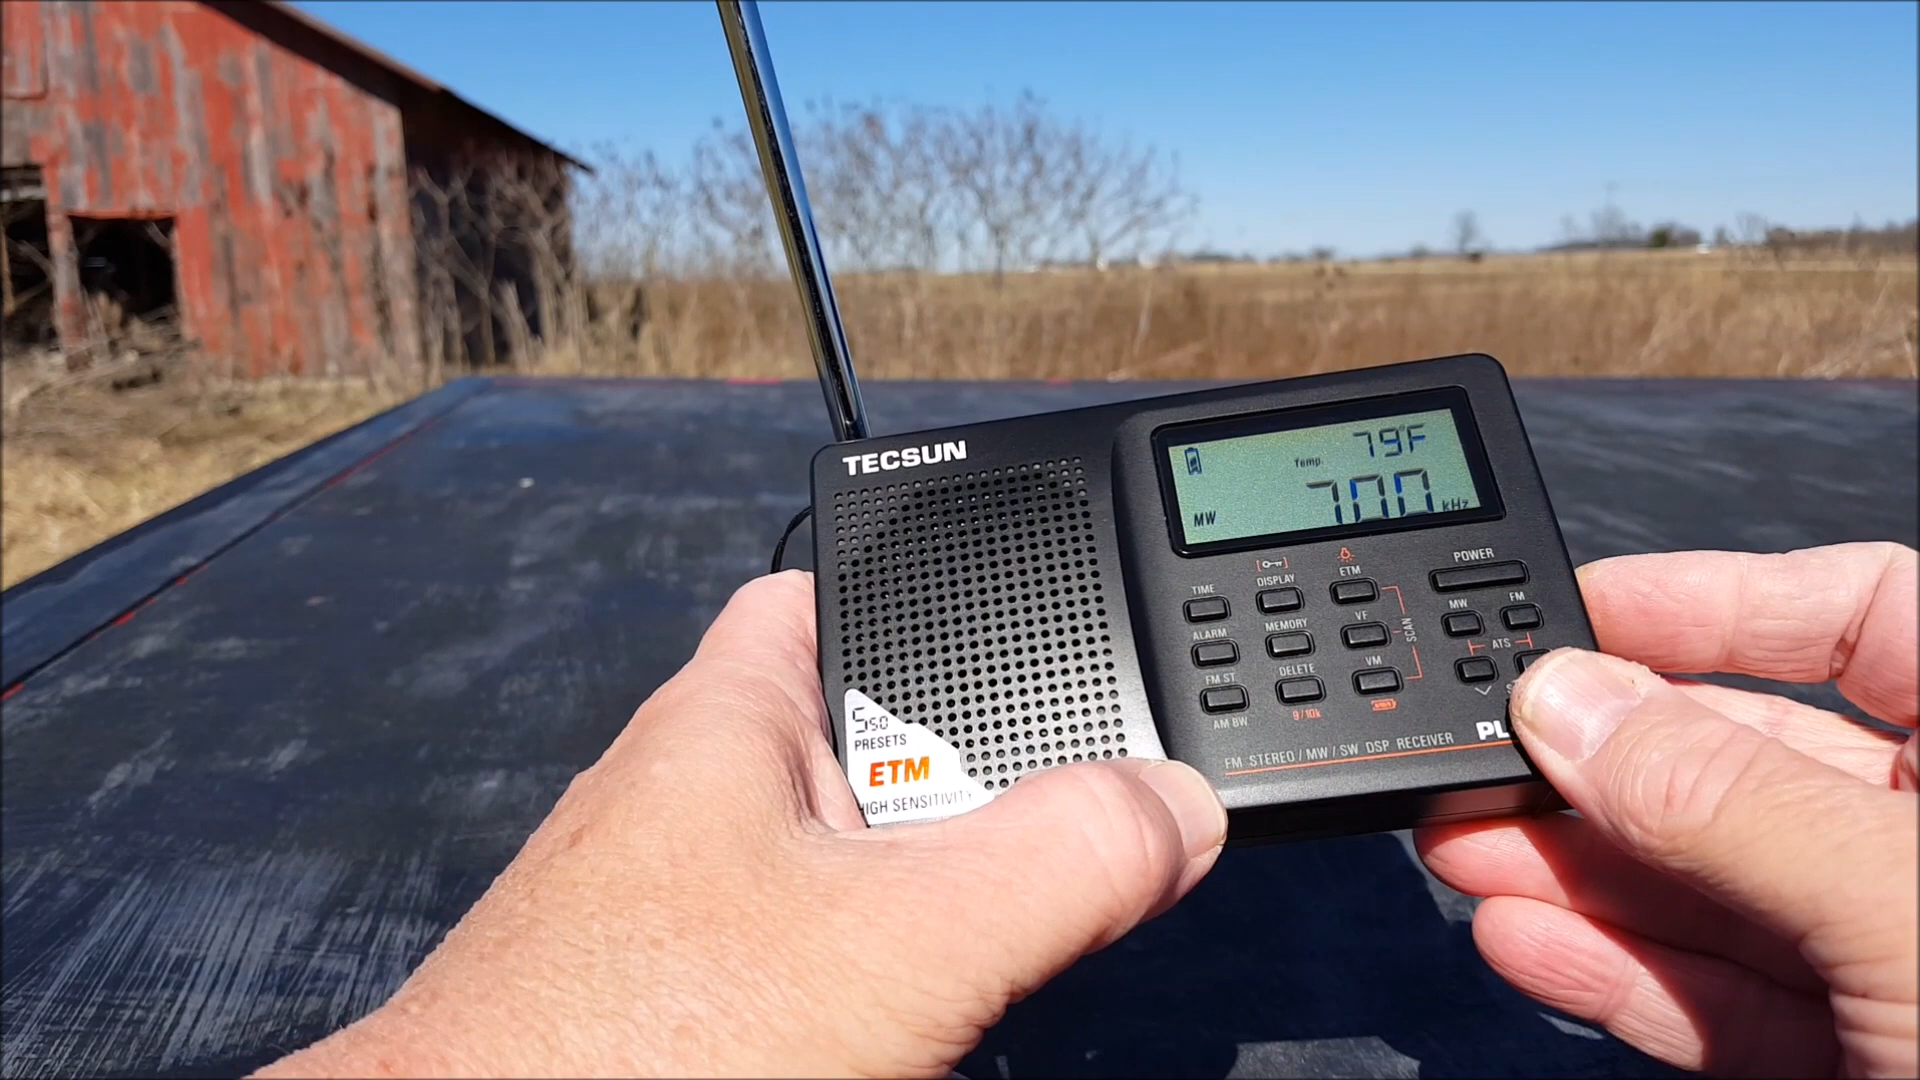 TECSUN
79°F
Temp.
700 kHz
MW
POWER
DISPLAY
ETM
TIME
MW
FM
MEMORY
VF
ALARM
SCAN
ATS
DELETE
VM
FM ST
AM BW
9/10k
550
PRESETS
ETM
HIGH SENSITIVITY
FM STEREO / MW / SW DSP RECEIVER
PL